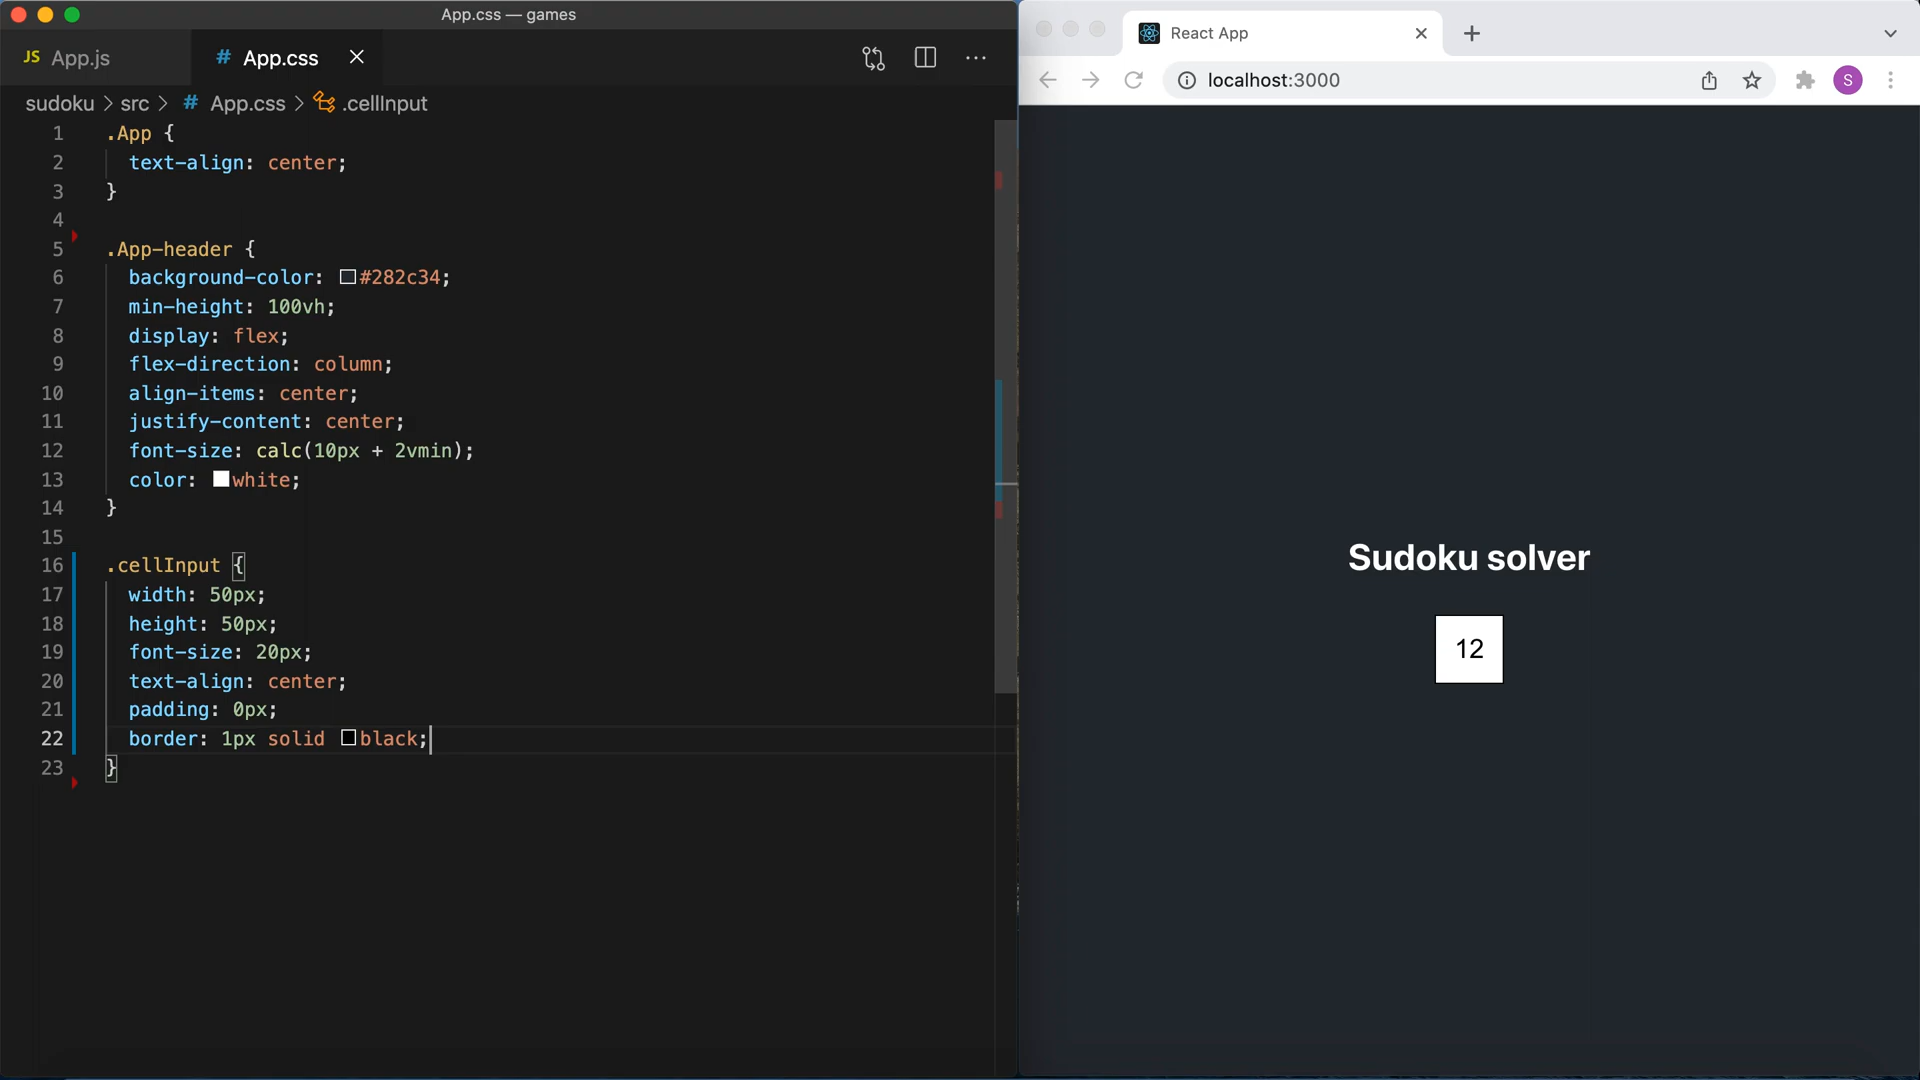 App.css — games
JS App.js
# App.css
sudoku > src > # App.css > .cellInput
1 .App {
2 text-align: center;
3 }
4
5 .App-header {
6 background-color: #282c34;
7 min-height: 100vh;
8 display: flex;
9 flex-direction: column;
10 align-items: center;
11 justify-content: center;
12 font-size: calc(10px + 2vmin);
13 color: white;
14 }
15
16 .cellInput {
17 width: 50px;
18 height: 50px;
19 font-size: 20px;
20 text-align: center;
21 padding: 0px;
22 border: 1px solid black;
23 }
React App
localhost:3000
S
Sudoku solver
12